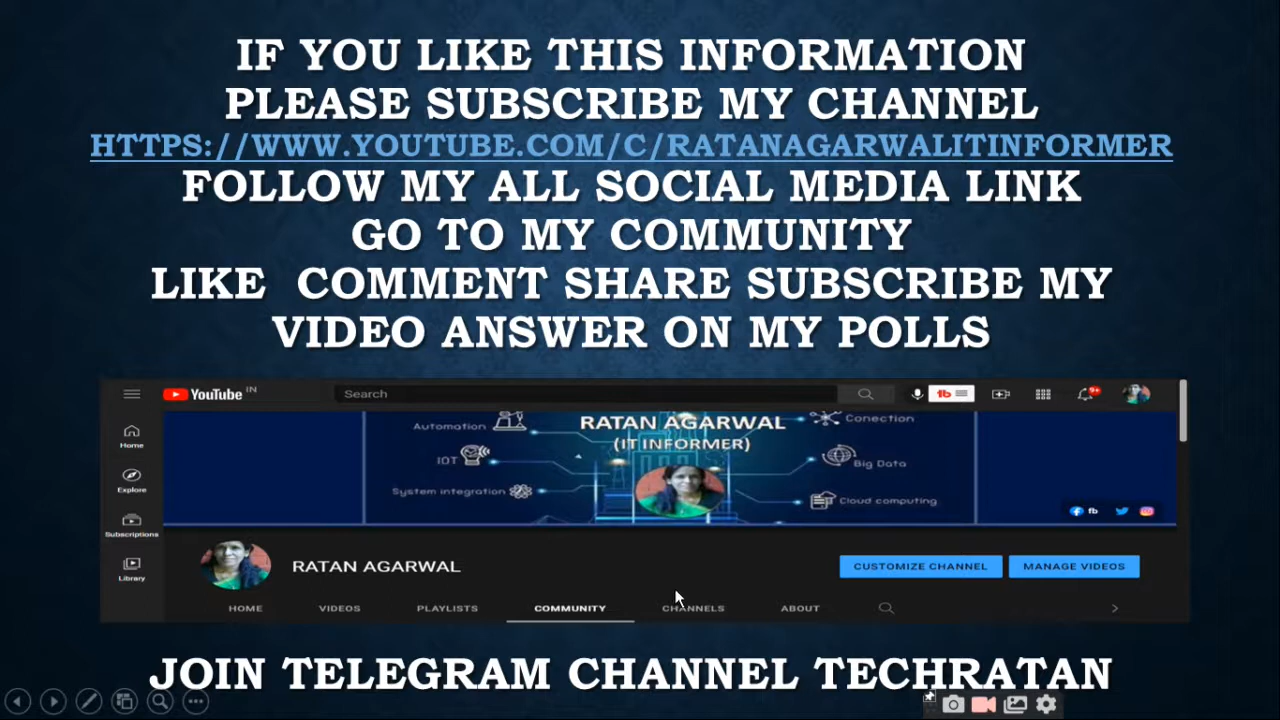 IF YOU LIKE THIS INFORMATION
PLEASE SUBSCRIBE MY CHANNEL
HTTPS://WWW.YOUTUBE.COM/C/RATANAGARWALITINFORMER
FOLLOW MY ALL SOCIAL MEDIA LINK
GO TO MY COMMUNITY
LIKE COMMENT SHARE SUBSCRIBE MY
VIDEO ANSWER ON MY POLLS
YouTube IN
Search
tb
9+
Home
Explore
Subscriptions
Library
Automation
RATAN AGARWAL
Conection
(IT INFORMER)
IOT
Big Data
System integration
Cloud computing
fb
RATAN AGARWAL
CUSTOMIZE CHANNEL
MANAGE VIDEOS
HOME VIDEOS PLAYLISTS COMMUNITY CHANNELS ABOUT
JOIN TELEGRAM CHANNEL TECHRATAN